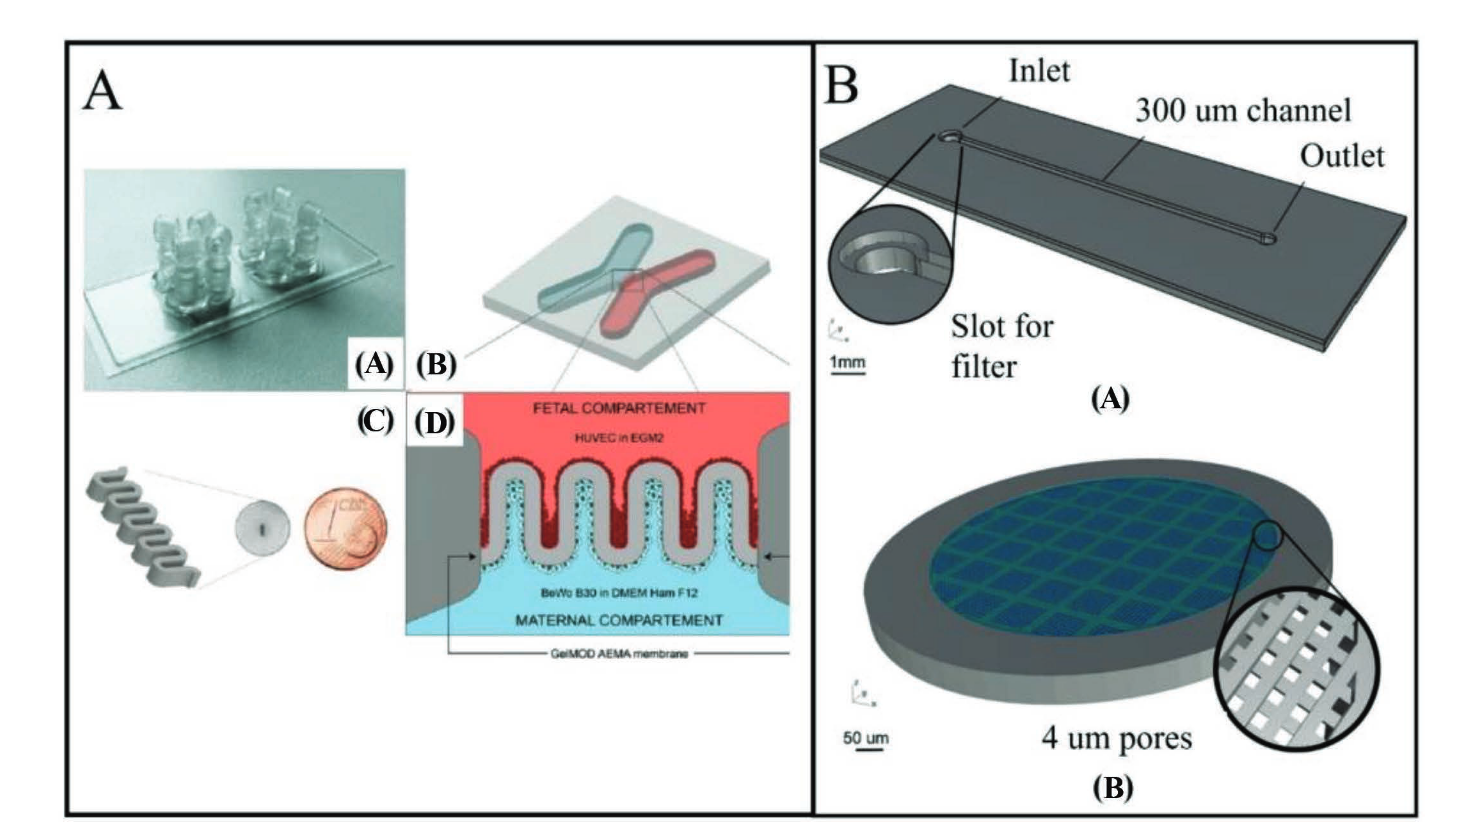 A
(A)
(B)
(C)
(D)
FETAL COMPARTEMENT
HUVEC in EGM2
BeWo B30 in DMEM Ham F12
MATERNAL COMPARTEMENT
GelMOD AEMA membrane
B
Inlet
300 um channel
Outlet
Slot for
filter
1mm
(A)
50 um
4 um pores
(B)